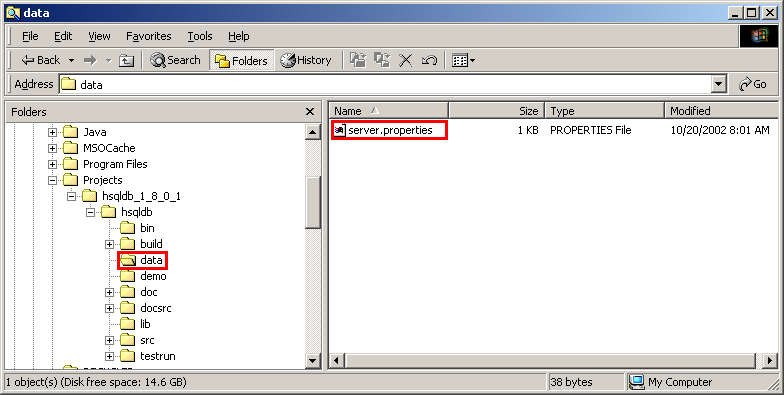 data
File Edit View Favorites Tools Help
Back Search Folders History
Address data Go
Folders
Name Size Type Modified
server.properties 1 KB PROPERTIES File 10/20/2002 8:01 AM
Java
MSOCache
Program Files
Projects
hsqldb_1_8_0_1
hsqldb
bin
build
data
demo
doc
docsrc
lib
src
testrun
1 object(s) (Disk free space: 14.6 GB) 38 bytes My Computer